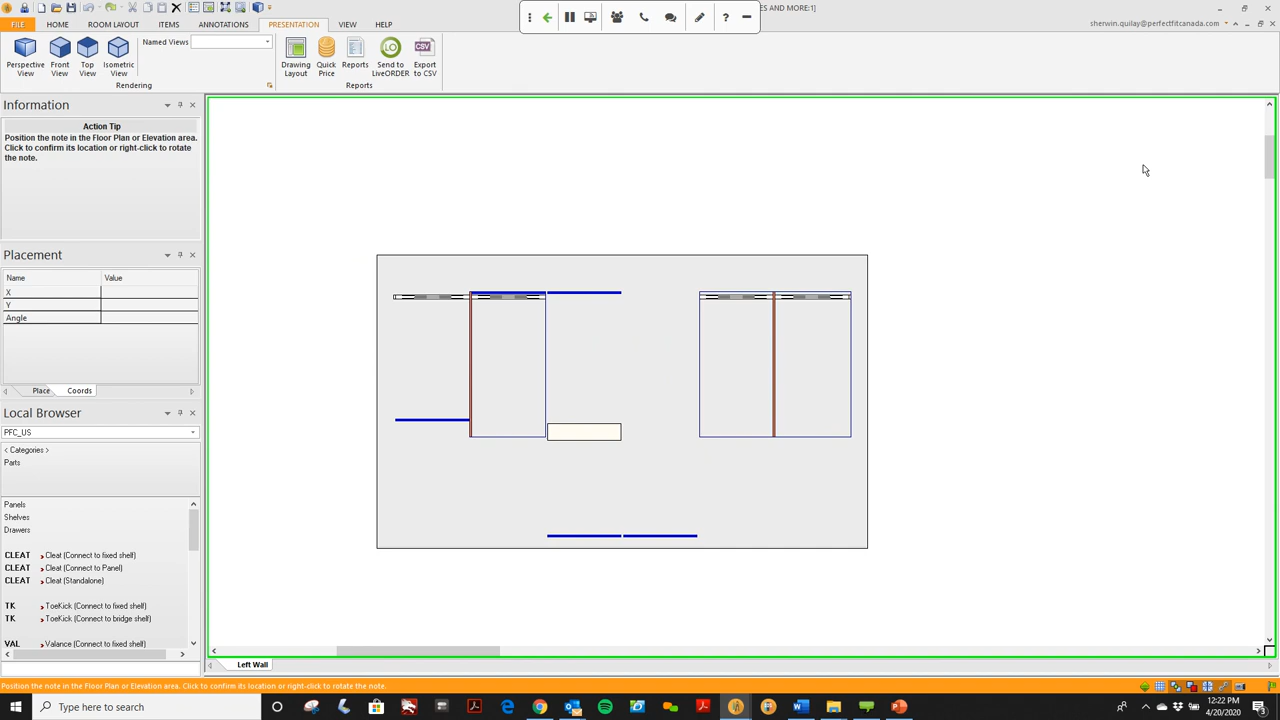 ES AND MORE:1]
FILE HOME ROOM LAYOUT ITEMS ANNOTATIONS PRESENTATION VIEW HELP
sherwin.quilay@perfectfitcanada.com
Named Views
Perspective View
Front View
Top View
Isometric View
Drawing Layout
Quick Price
Reports
Send to LiveORDER
CSV
Export to CSV
Rendering
Reports
Information
Action Tip
Position the note in the Floor Plan or Elevation area.
Click to confirm its location or right-click to rotate
the note.
Placement
Name Value
X
Y
Angle
Place Coords
Local Browser
PFC_US
< Categories >
Parts
Panels
Shelves
Drawers
CLEAT Cleat (Connect to fixed shelf)
CLEAT Cleat (Connect to Panel)
CLEAT Cleat (Standalone)
TK ToeKick (Connect to fixed shelf)
TK ToeKick (Connect to bridge shelf)
VAL Valance (Connect to fixed shelf)
Left Wall
Position the note in the Floor Plan or Elevation area. Click to confirm its location or right-click to rotate the note.
Type here to search
12:22 PM
4/20/2020